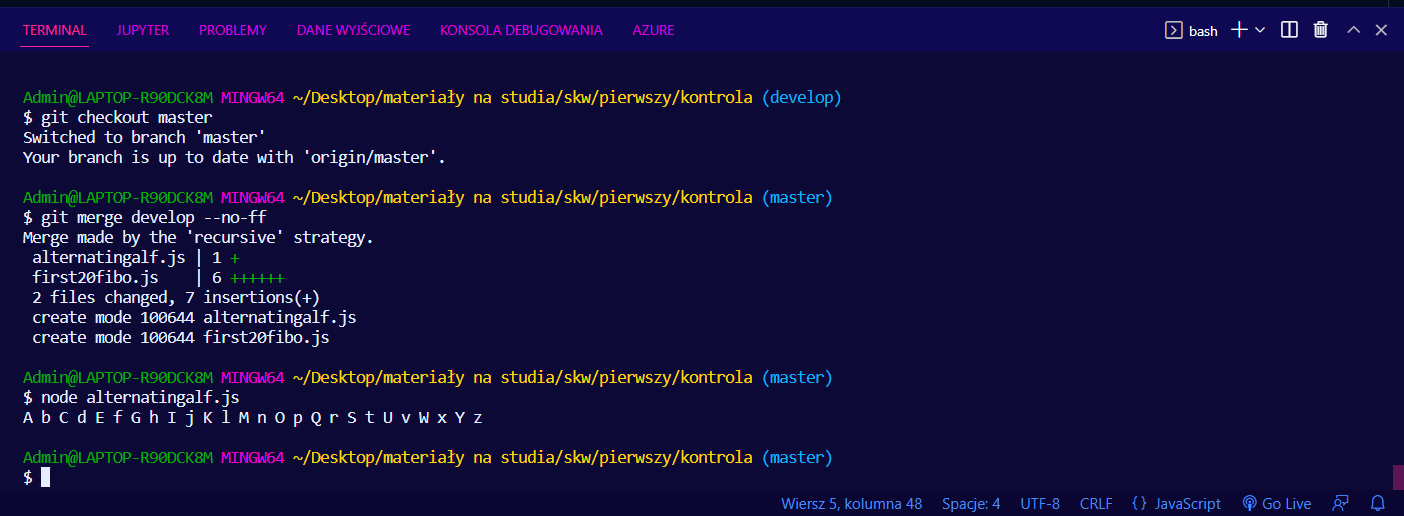 TERMINAL JUPYTER PROBLEMY DANE WYJŚCIOWE KONSOLA DEBUGOWANIA AZURE bash
Admin@LAPTOP-R90DCK8M MINGW64 ~/Desktop/materiały na studia/skw/pierwszy/kontrola (develop)
$ git checkout master
Switched to branch 'master'
Your branch is up to date with 'origin/master'.
Admin@LAPTOP-R90DCK8M MINGW64 ~/Desktop/materiały na studia/skw/pierwszy/kontrola (master)
$ git merge develop --no-ff
Merge made by the 'recursive' strategy.
 alternatingalf.js | 1 +
 first20fibo.js    | 6 ++++++
 2 files changed, 7 insertions(+)
 create mode 100644 alternatingalf.js
 create mode 100644 first20fibo.js
Admin@LAPTOP-R90DCK8M MINGW64 ~/Desktop/materiały na studia/skw/pierwszy/kontrola (master)
$ node alternatingalf.js
A b C d E f G h I j K l M n O p Q r S t U v W x Y z
Admin@LAPTOP-R90DCK8M MINGW64 ~/Desktop/materiały na studia/skw/pierwszy/kontrola (master)
$
Wiersz 5, kolumna 48 Spacje: 4 UTF-8 CRLF {} JavaScript Go Live